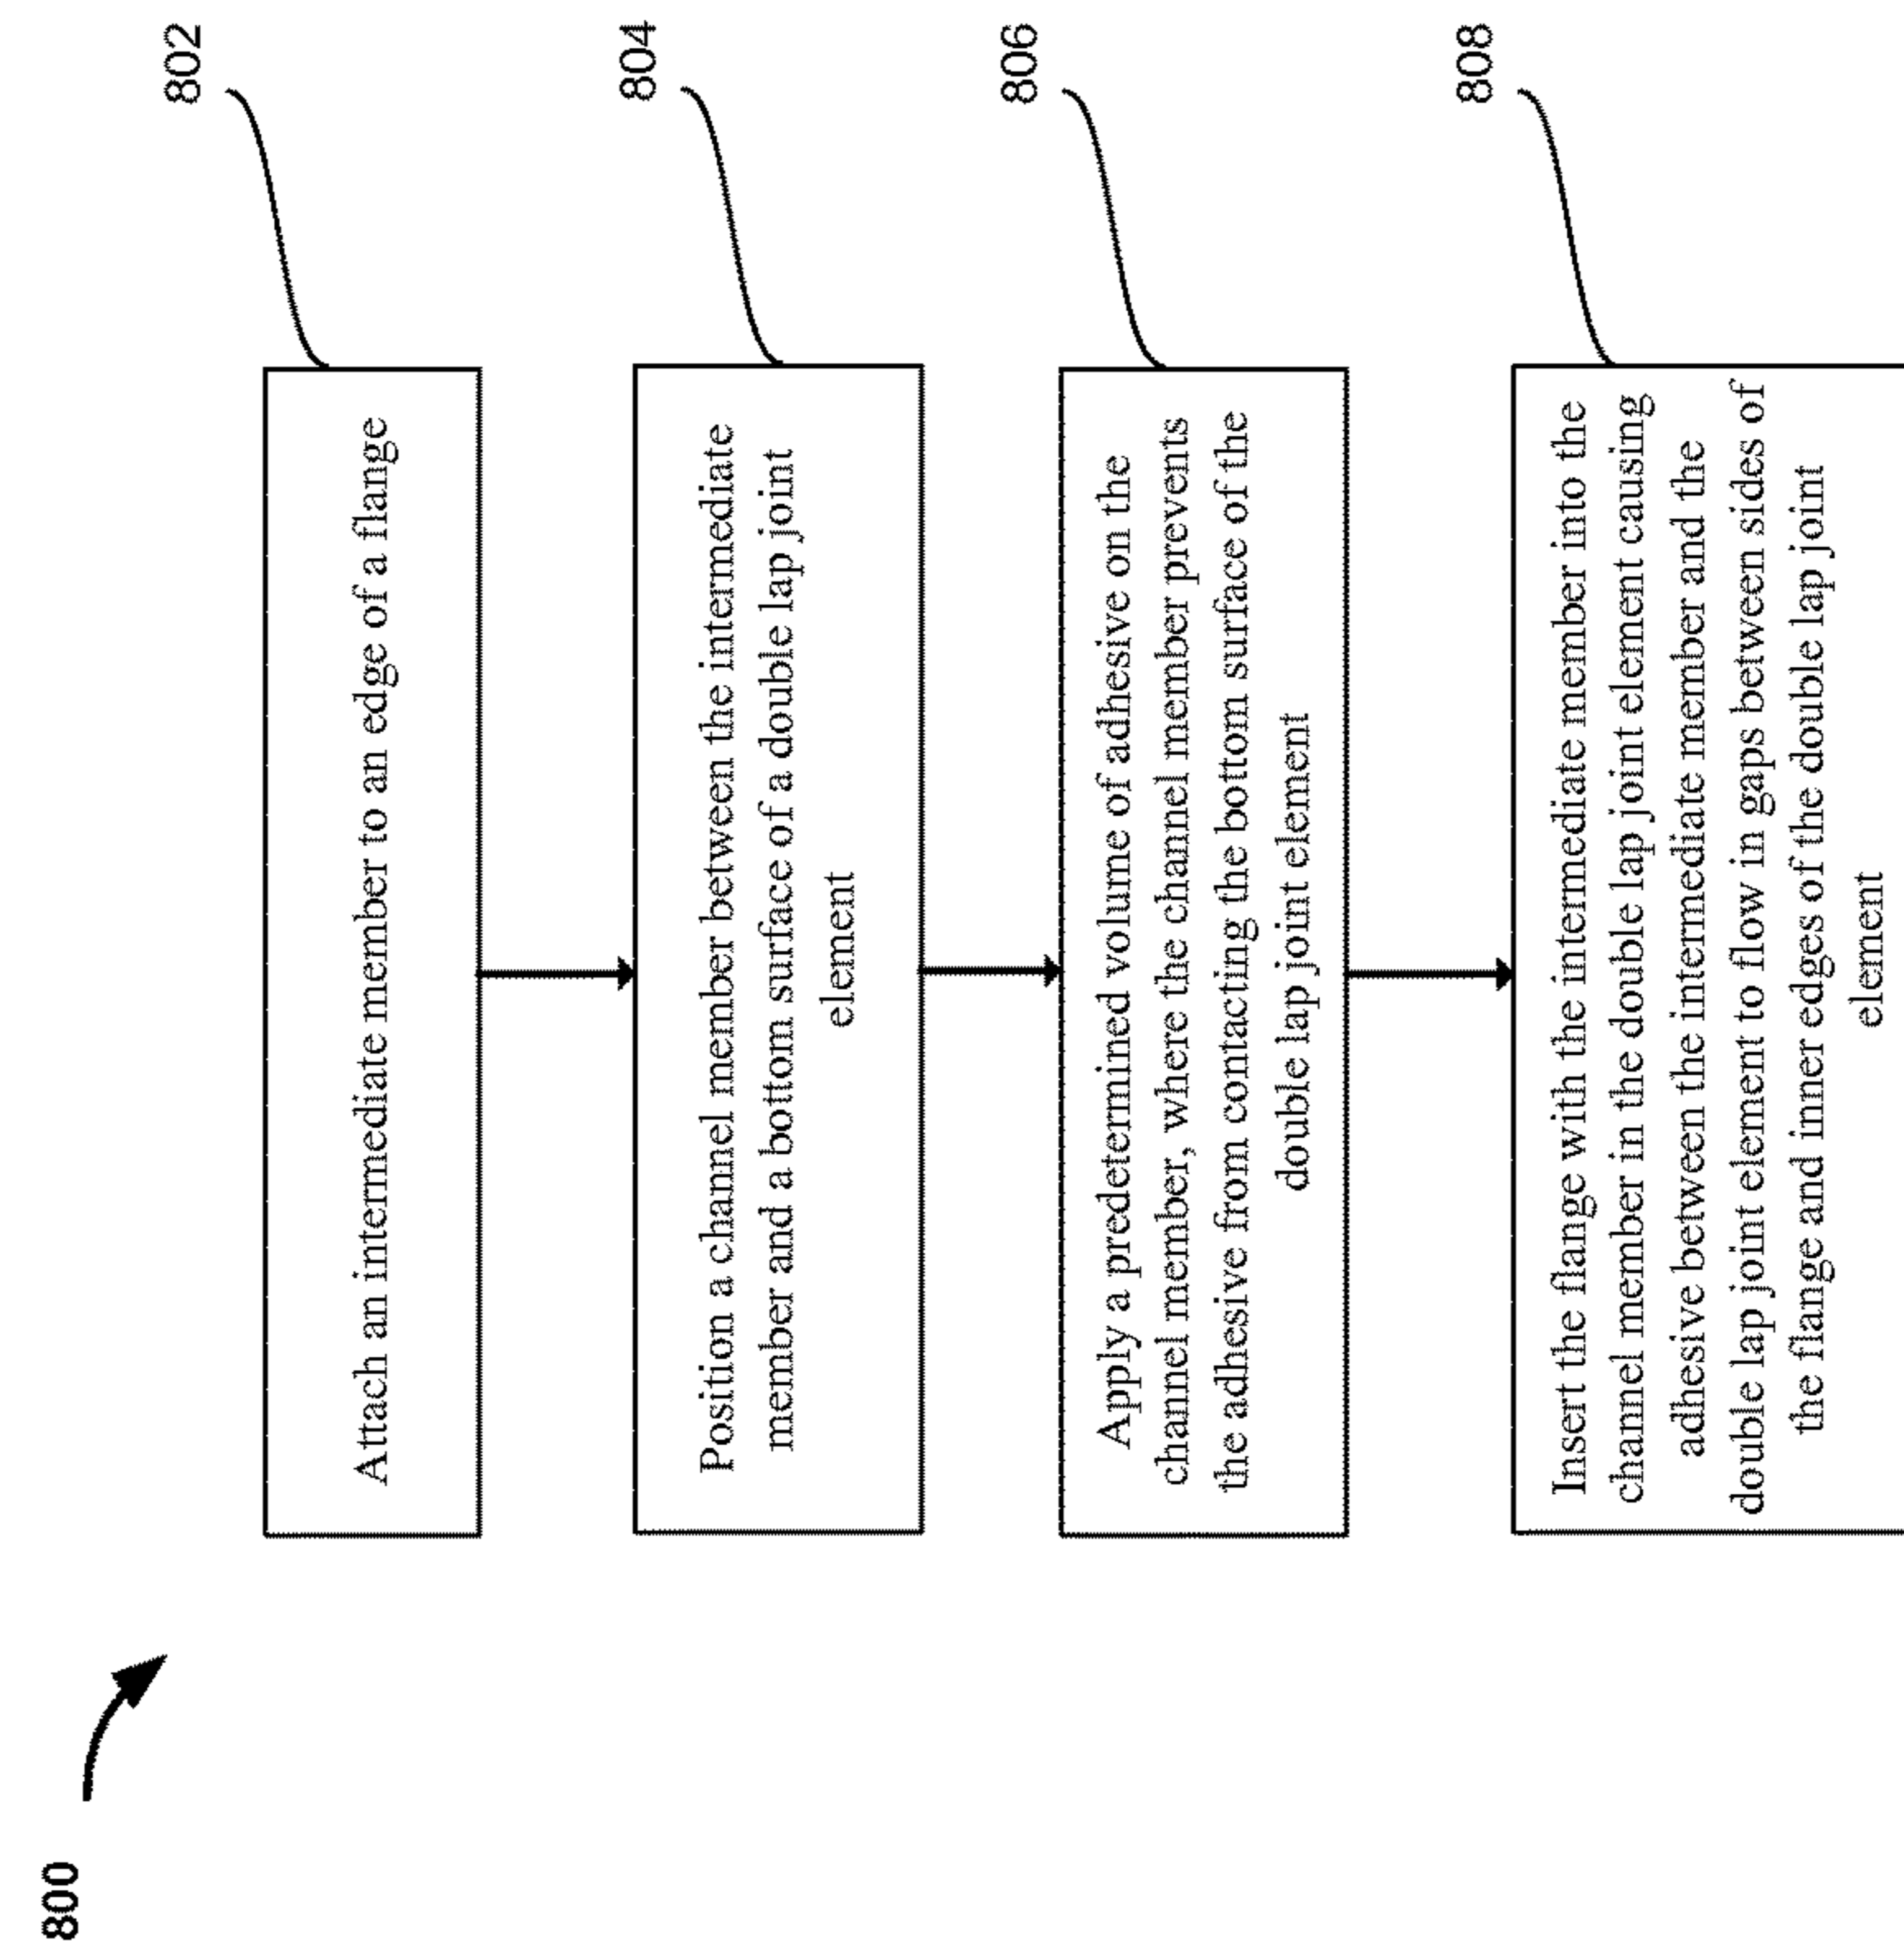 800
802
Attach an intermediate member to an edge of a flange
804
Position a channel member between the intermediate
member and a bottom surface of a double lap joint
element
806
Apply a predetermined volume of adhesive on the
channel member, where the channel member prevents
the adhesive from contacting the bottom surface of the
double lap joint element
808
Insert the flange with the intermediate member into the
channel member in the double lap joint element causing
adhesive between the intermediate member and the
double lap joint element to flow in gaps between sides of
the flange and inner edges of the double lap joint
element